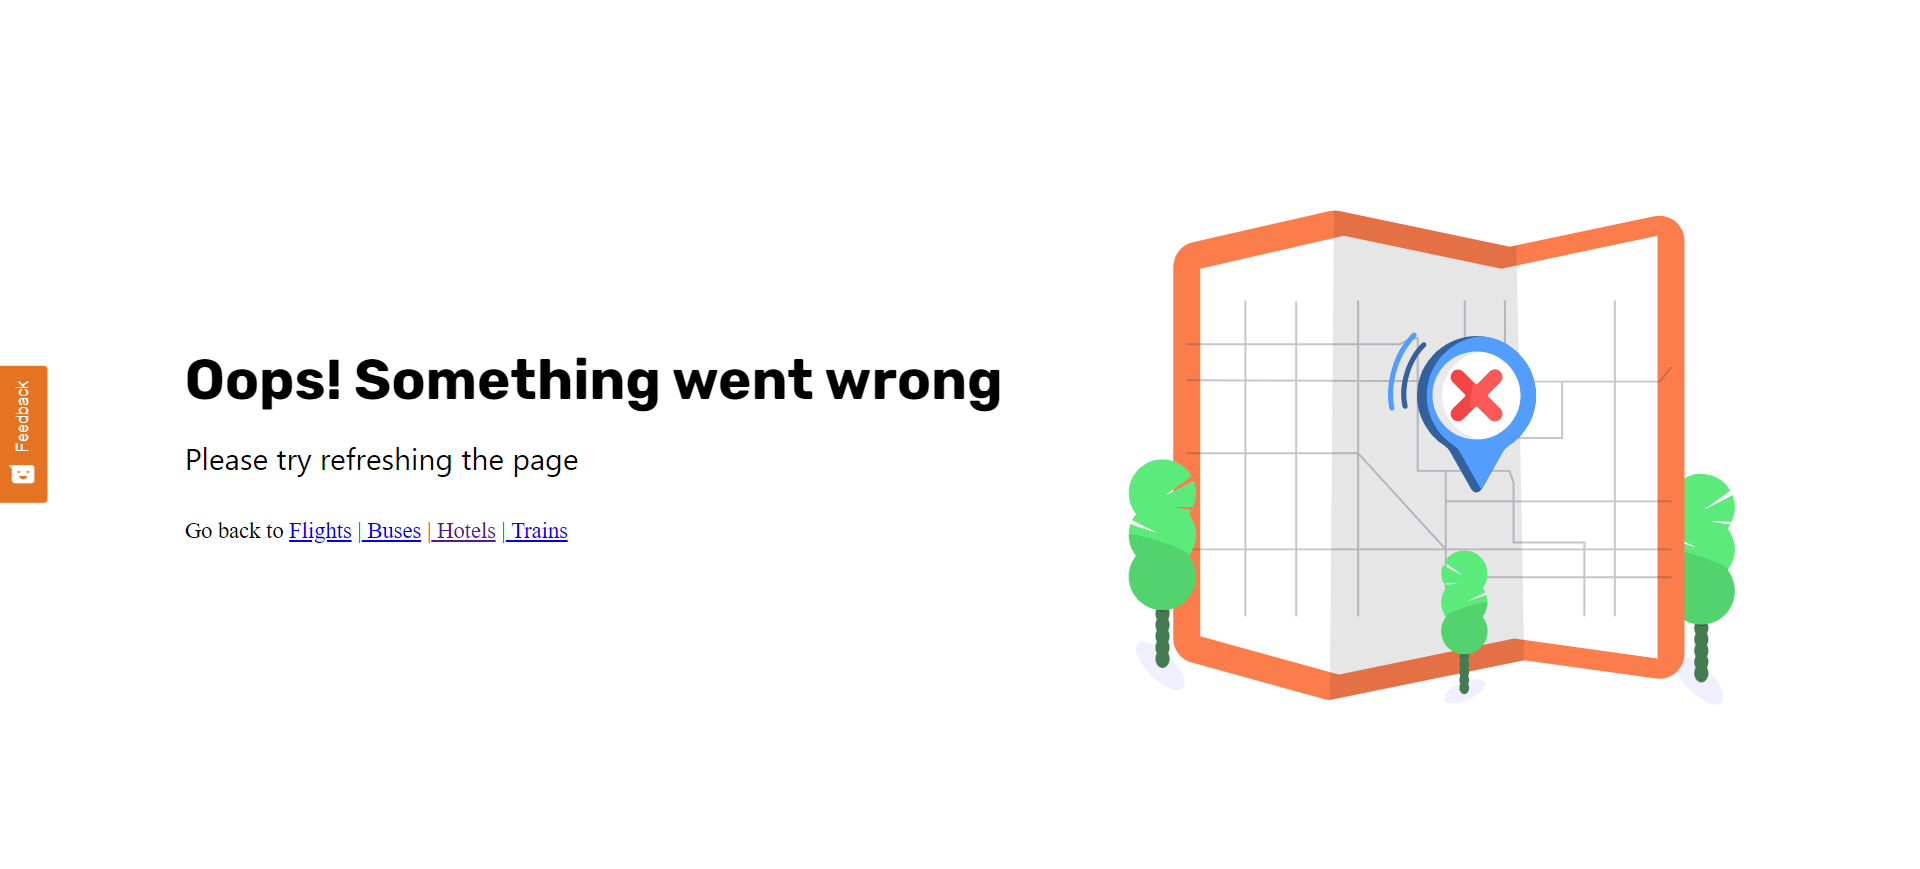 Oops! Something went wrong
Please try refreshing the page
Go back to Flights | Buses | Hotels | Trains
Feedback